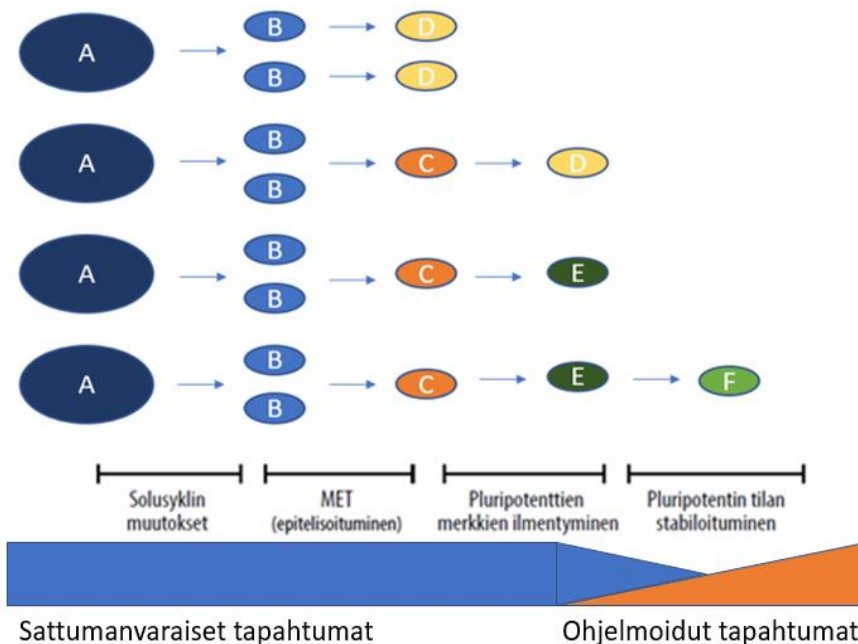 A B D
B D
A B C D
B
A B C E
B
A B C E F
B
Solusyklin
muutokset
MET
(epitelisoituminen)
Pluripotenttien
merkkien ilmentyminen
Pluripotentin tilan
stabiloituminen
Sattumanvaraiset tapahtumat
Ohjelmoidut tapahtumat